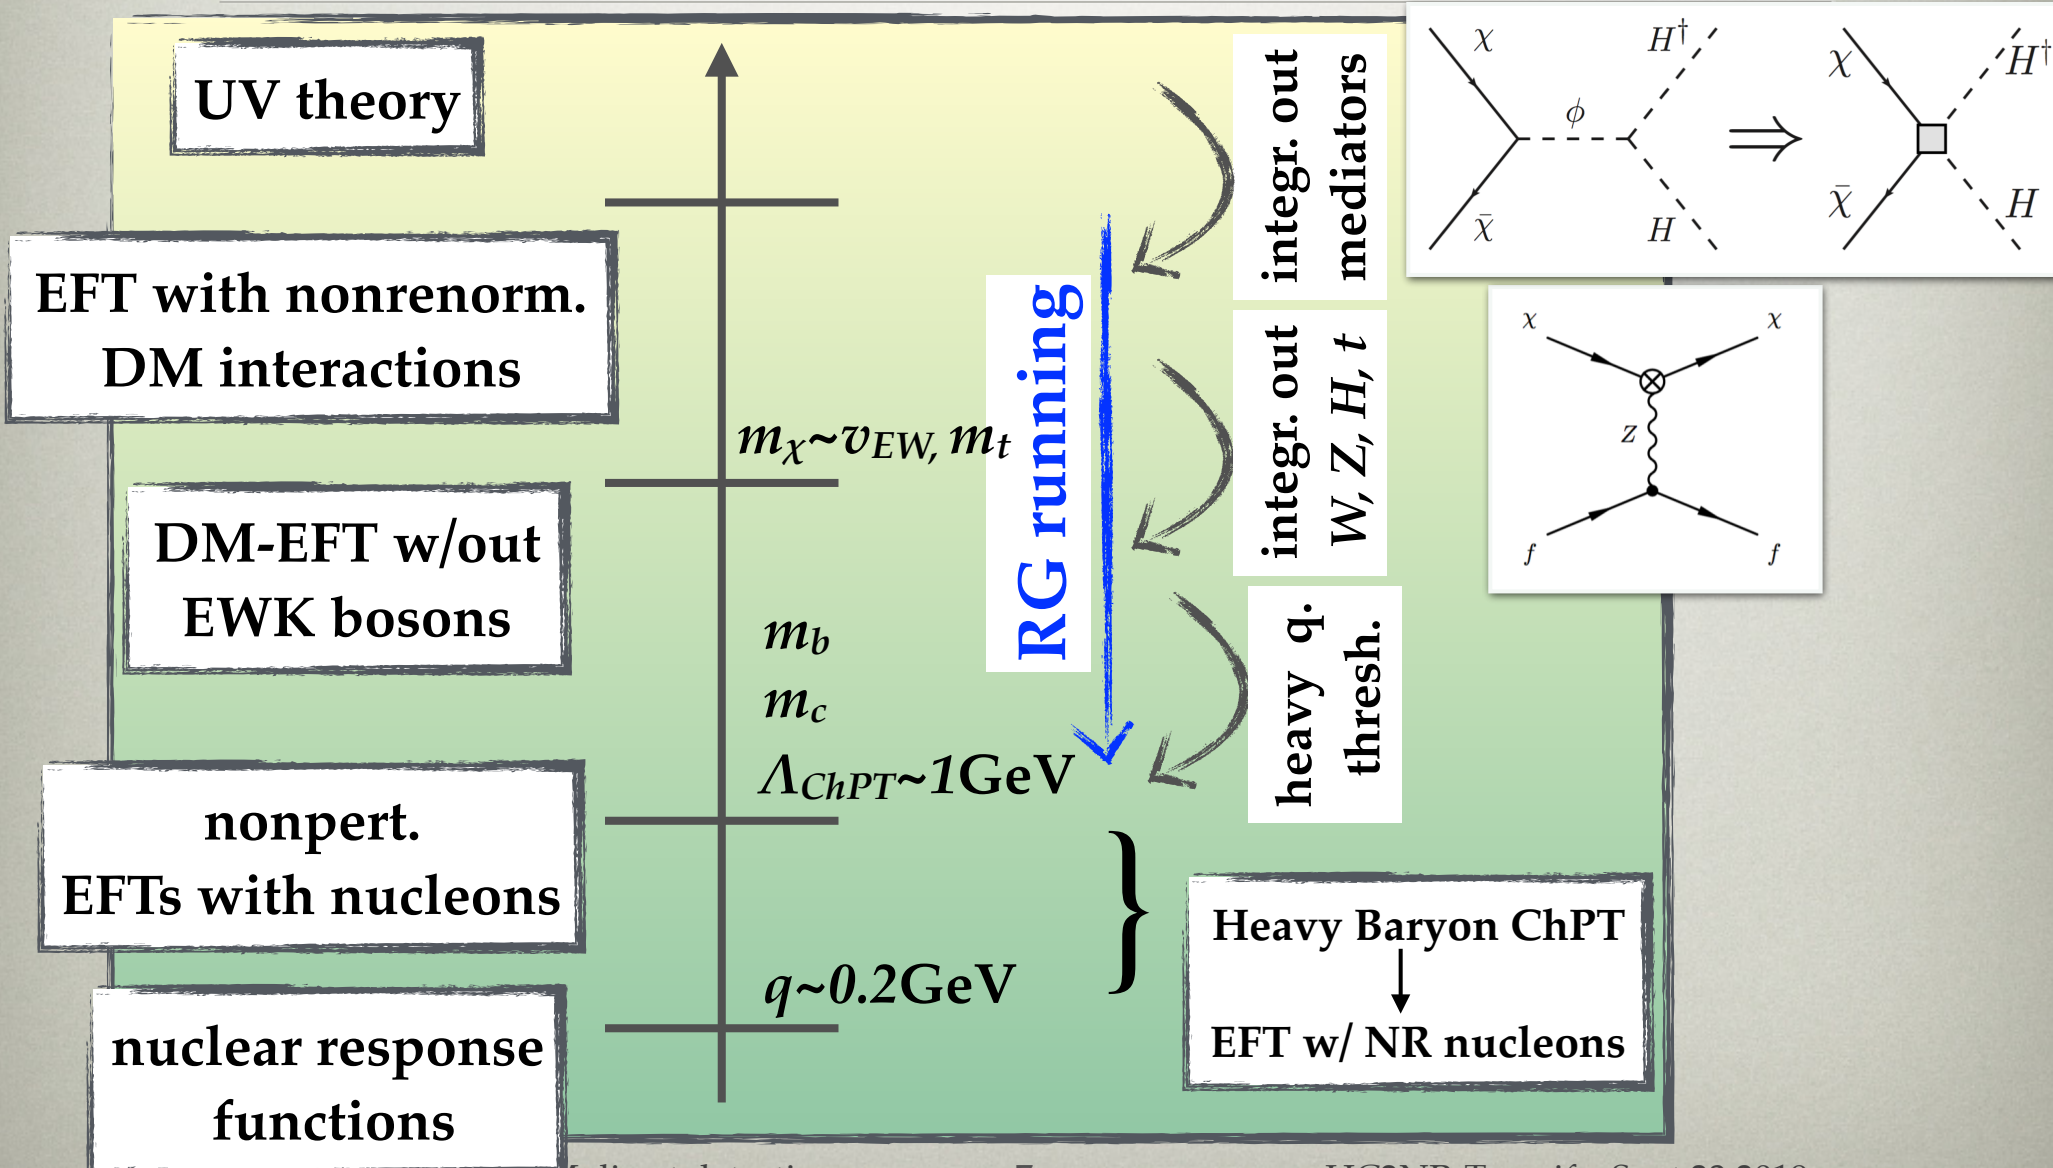 UV theory
EFT with nonrenorm.
DM interactions
DM-EFT w/out
EWK bosons
nonpert.
EFTs with nucleons
nuclear response
functions
mχ~vEW, mt
mb
mc
ΛChPT~1GeV
q~0.2GeV
RG running
integr. out
mediators
integr. out
W, Z, H, t
heavy q.
thresh.
}
Heavy Baryon ChPT
EFT w/ NR nucleons
χ
H†
ϕ
χ̄
H
⇒
χ
H†
χ̄
H
χ
χ
Z
f
f